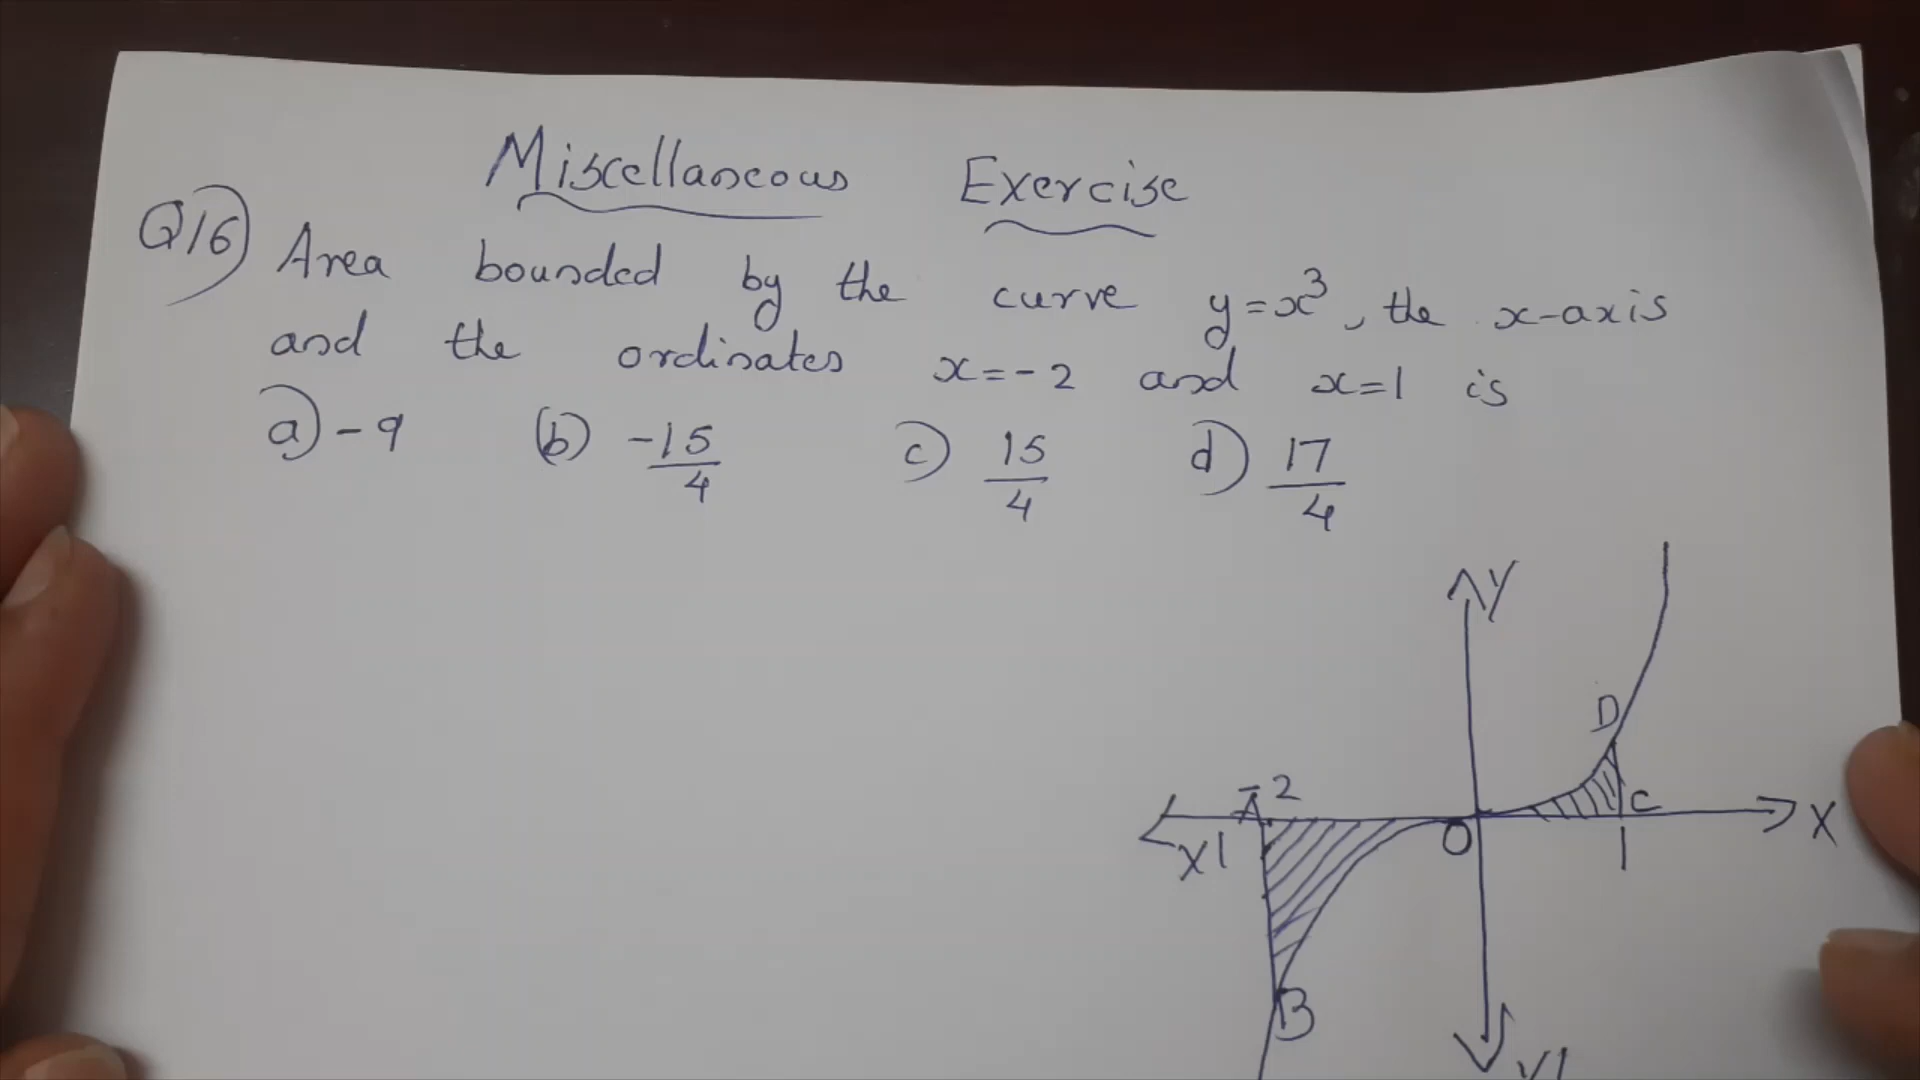 Miscellaneous Exercise
Q16) Area bounded by the curve y=x³, the x-axis
and the ordinates x=-2 and x=1 is
a) -9 (b) -15/4 c) 15/4 d) 17/4
Y
D
-2
A
C
X1
O
1
X
B
Y1